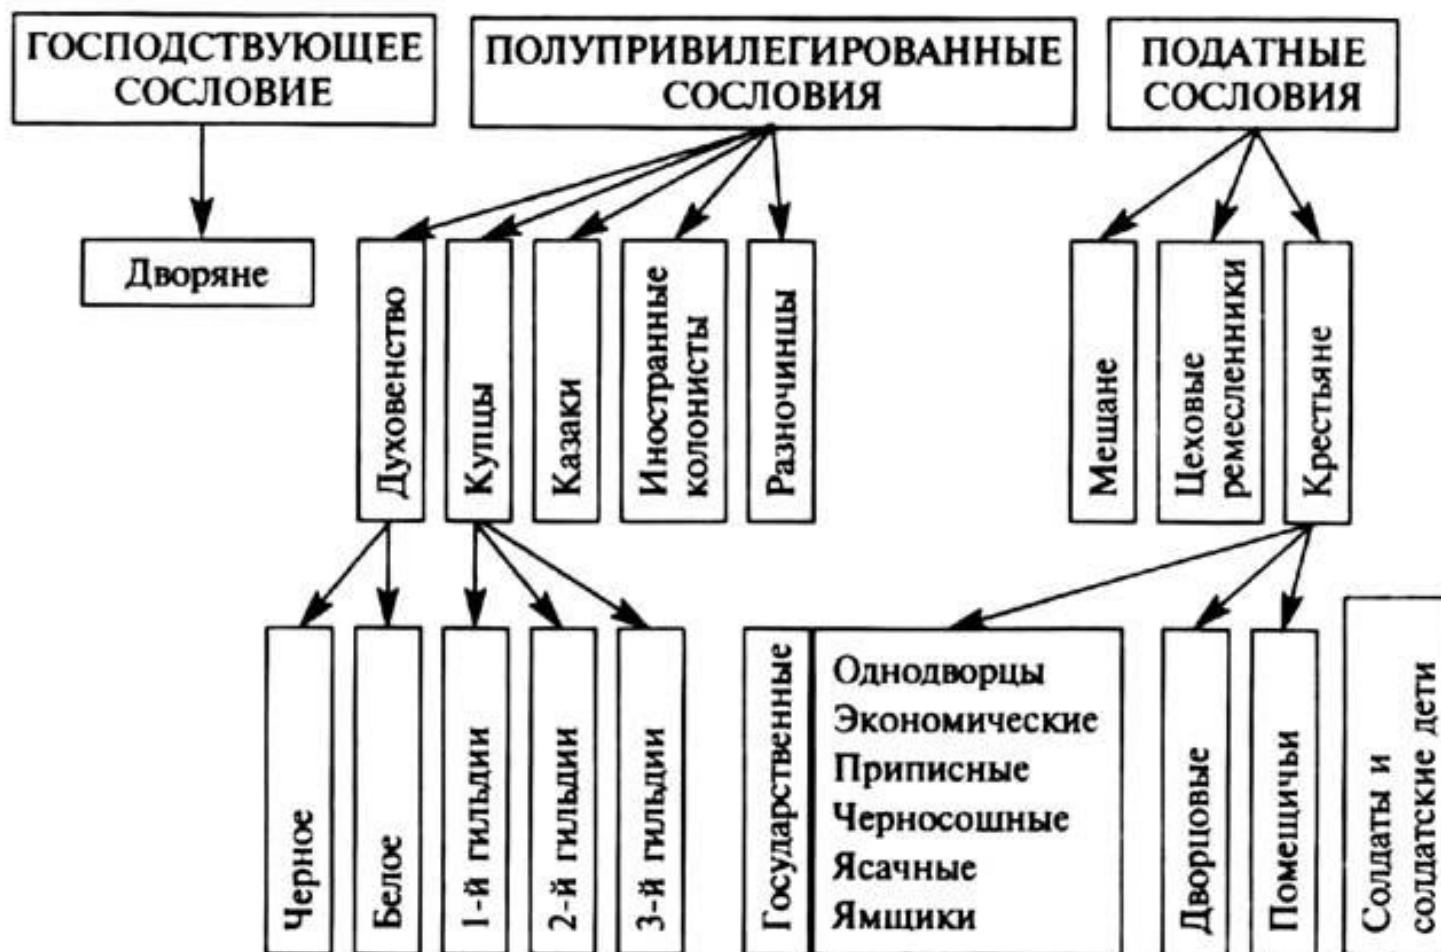 ГОСПОДСТВУЮЩЕЕ
СОСЛОВИЕ
ПОЛУПРИВИЛЕГИРОВАННЫЕ
СОСЛОВИЯ
ПОДАТНЫЕ
СОСЛОВИЯ
Дворяне
Духовенство
Купцы
Казаки
Иностранные
колонисты
Разночинцы
Мещане
Цеховые
ремесленники
Крестьяне
Черное
Белое
1-й гильдии
2-й гильдии
3-й гильдии
Государственные
Однодворцы
Экономические
Приписные
Черносошные
Ясачные
Ямщики
Дворцовые
Помещичьи
Солдаты и
солдатские дети